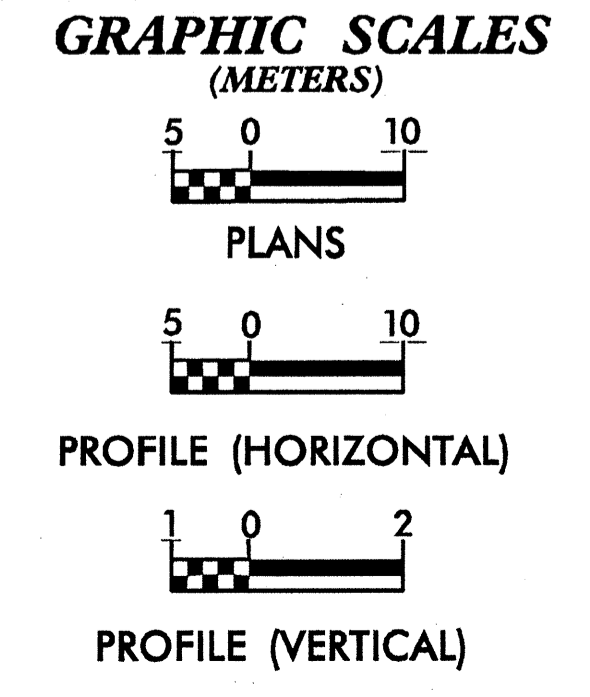 GRAPHIC SCALES
(METERS)
5 0 10
PLANS
5 0 10
PROFILE (HORIZONTAL)
1 0 2
PROFILE (VERTICAL)